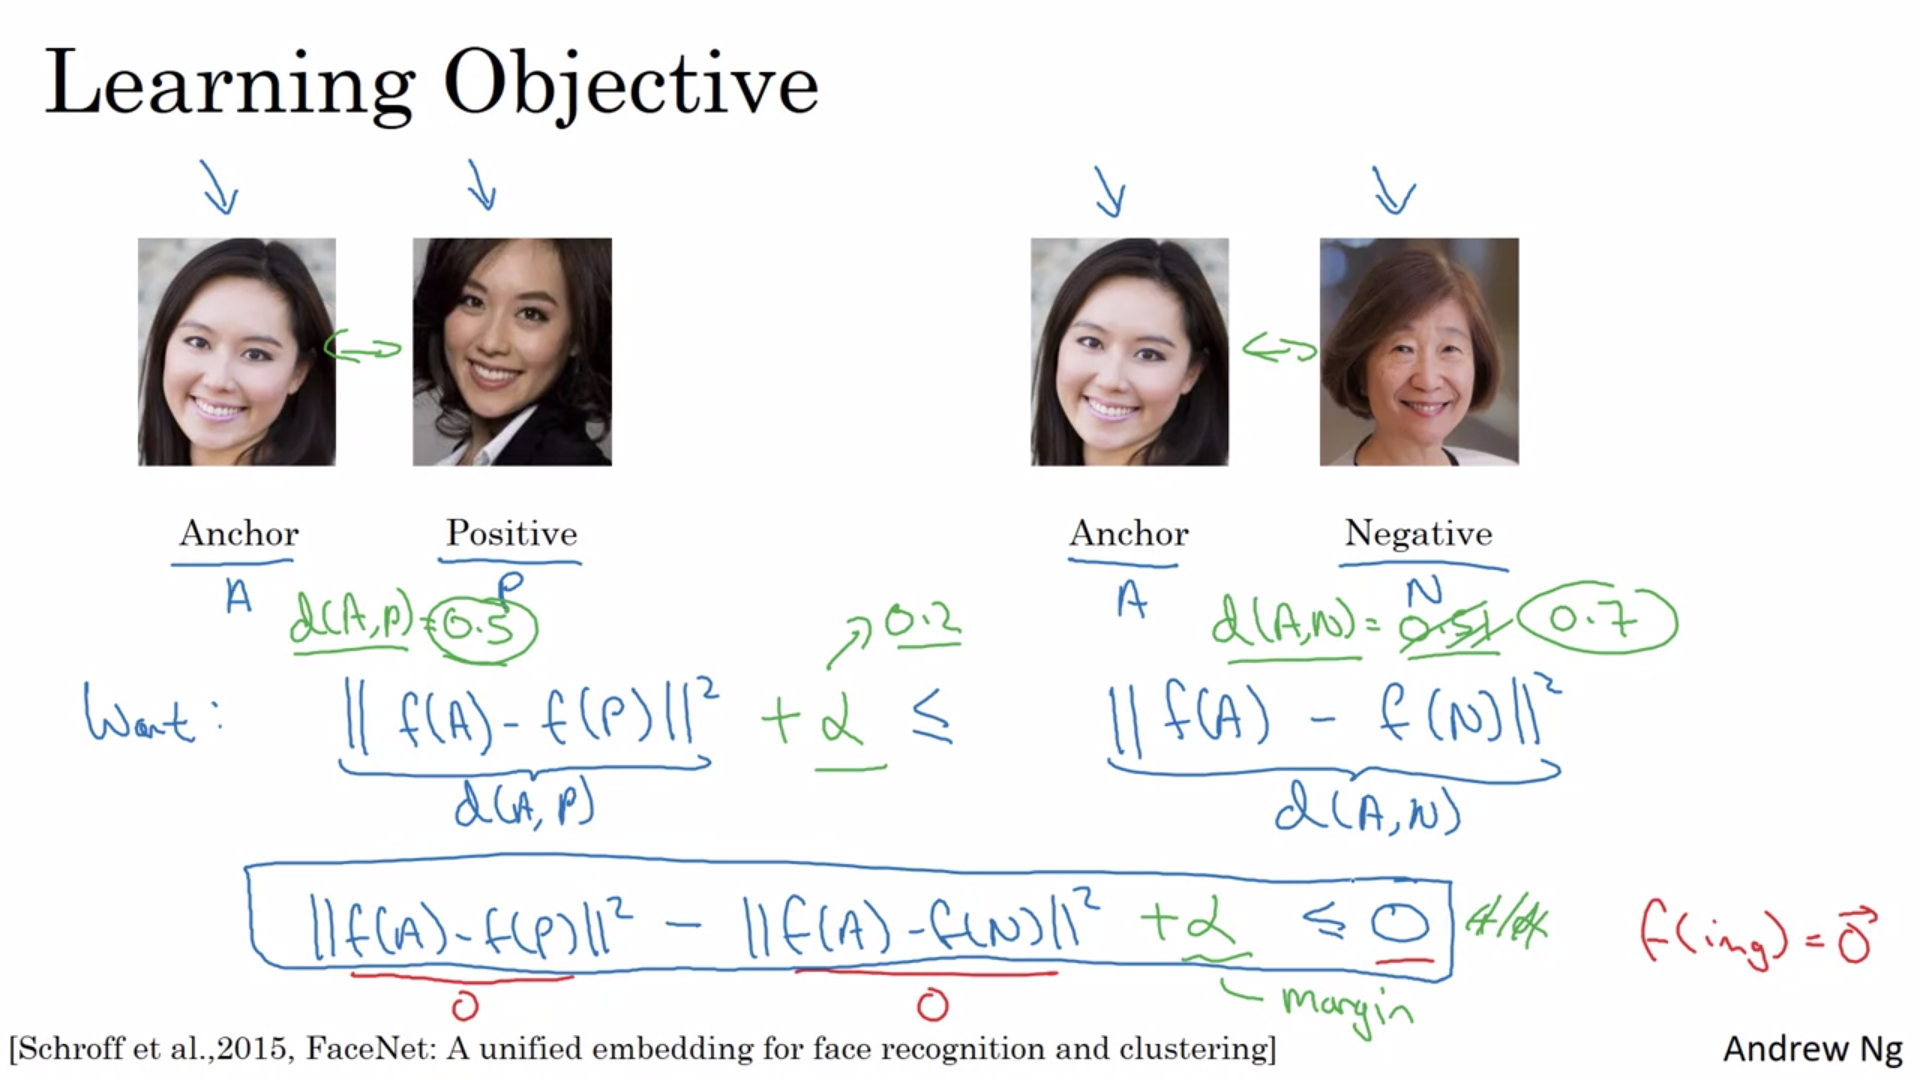 Learning Objective
Anchor Positive Anchor Negative
A P A N
d(A,P) = 0.5 0.2 d(A,N) = 0.51 0.7
Want: || f(A) - f(P) ||² + α ≤ || f(A) - f(N) ||²
d(A,P) d(A,N)
|| f(A) - f(P) ||² - || f(A) - f(N) ||² + α ≤ 0 f(img) = 0⃗
0 0 margin
[Schroff et al.,2015, FaceNet: A unified embedding for face recognition and clustering] Andrew Ng